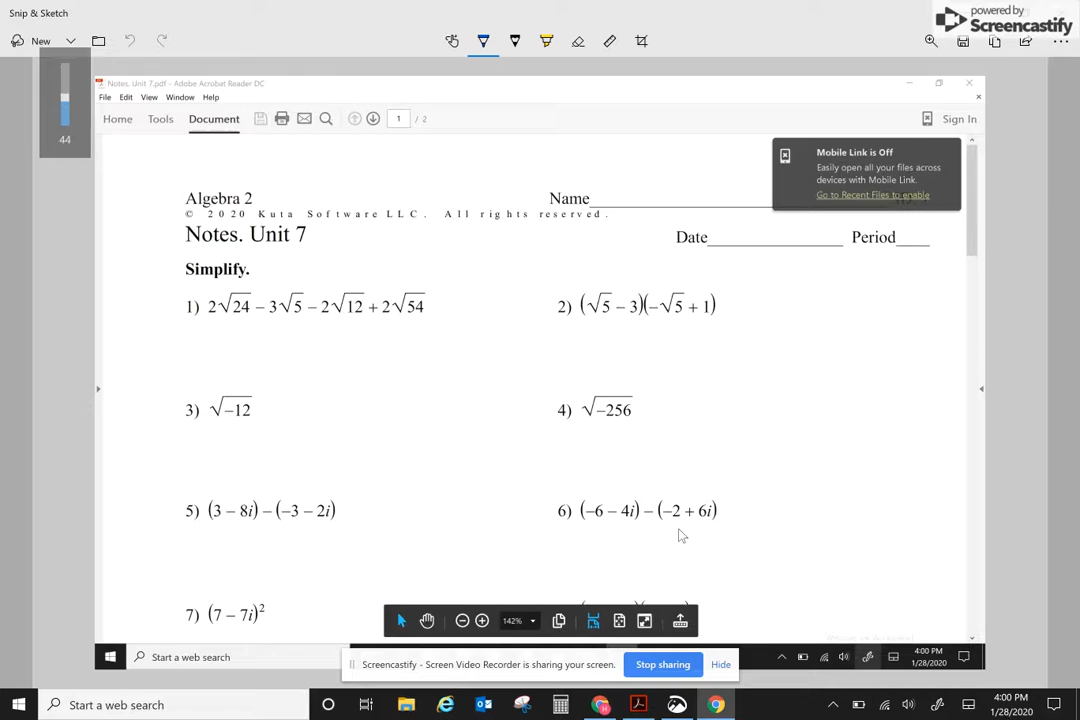 Snip & Sketch
powered by
Screencastify
New
44
Notes. Unit 7.pdf - Adobe Acrobat Reader DC
File Edit View Window Help
Home Tools Document 1 / 2 Sign In
Mobile Link is Off
Easily open all your files across
devices with Mobile Link.
Go to Recent Files to enable
Algebra 2 Name
© 2020 Kuta Software LLC. All rights reserved.
Notes. Unit 7 Date Period
Simplify.
1) 2√24 − 3√5 − 2√12 + 2√54 2) (√5 − 3)(−√5 + 1)
3) √−12 4) √−256
5) (3 − 8i) − (−3 − 2i) 6) (−6 − 4i) − (−2 + 6i)
7) (7 − 7i)²
142%
Start a web search
4:00 PM
1/28/2020
Screencastify - Screen Video Recorder is sharing your screen. Stop sharing Hide
Start a web search
4:00 PM
1/28/2020